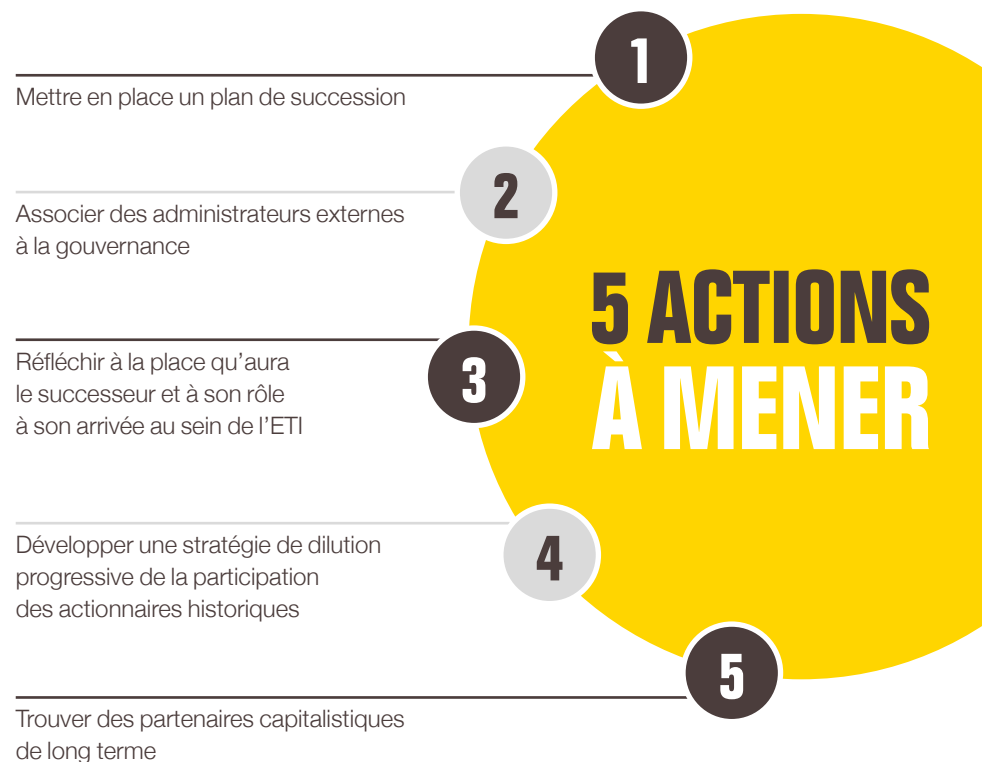 1
Mettre en place un plan de succession
2
Associer des administrateurs externes
à la gouvernance
5 ACTIONS
À MENER
3
Réfléchir à la place qu’aura
le successeur et à son rôle
à son arrivée au sein de l’ETI
4
Développer une stratégie de dilution
progressive de la participation
des actionnaires historiques
5
Trouver des partenaires capitalistiques
de long terme